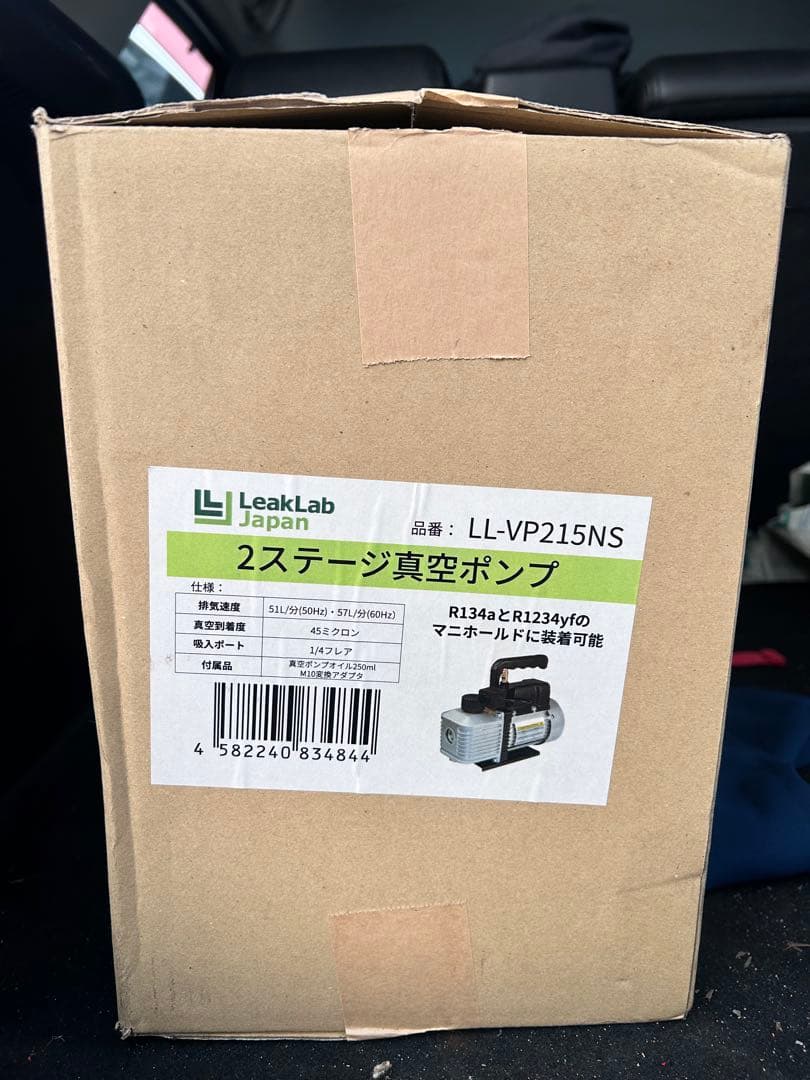 LeakLab
Japan
品番： LL-VP215NS
2ステージ真空ポンプ
仕様：
排気速度 51L/分(50Hz)・57L/分(60Hz)
真空到着度 45ミクロン
吸入ポート 1/4フレア
付属品 真空ポンプオイル250ml
M10変換アダプタ
R134aとR1234yfの
マニホールドに装着可能
4 582240 834844